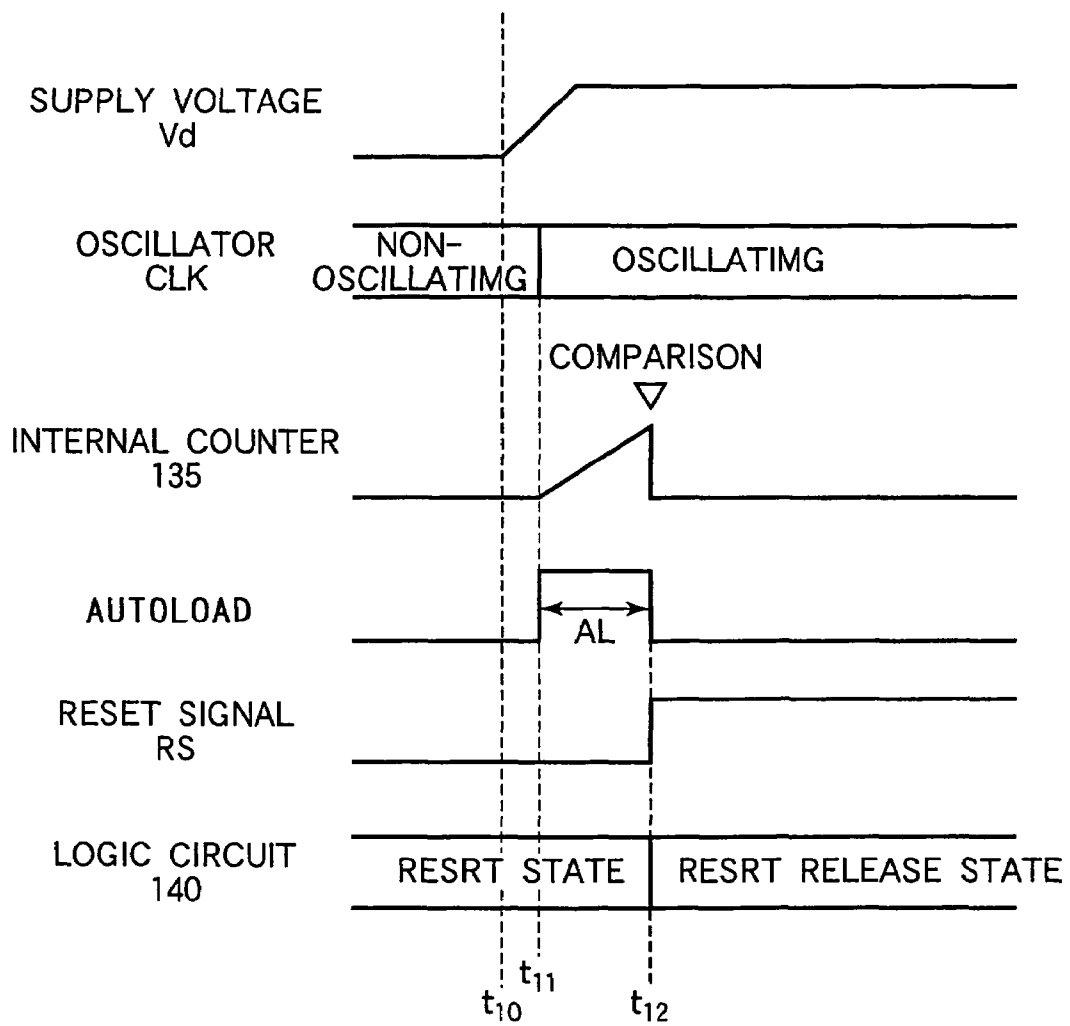 SUPPLY VOLTAGE
Vd
OSCILLATOR
CLK
NON-
OSCILLATIMG
OSCILLATIMG
COMPARISON
INTERNAL COUNTER
135
AUTOLOAD
AL
RESET SIGNAL
RS
LOGIC CIRCUIT
140
RESRT STATE
RESRT RELEASE STATE
t10
t11
t12